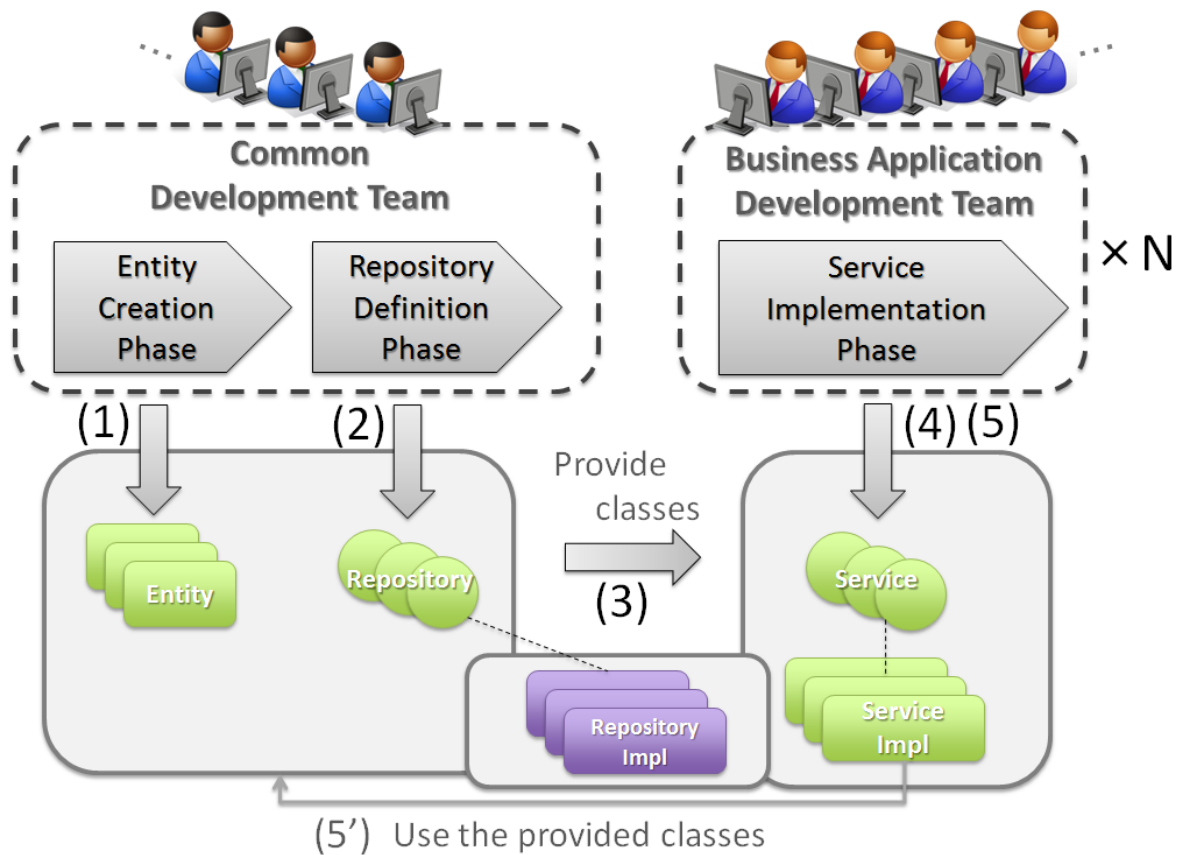 Common
Development Team
Business Application
Development Team
Entity
Creation
Phase
Repository
Definition
Phase
Service
Implementation
Phase
× N
(1)
(2)
(4) (5)
Provide
classes
(3)
Entity
Repository
Service
Repository
Impl
Service
Impl
(5') Use the provided classes